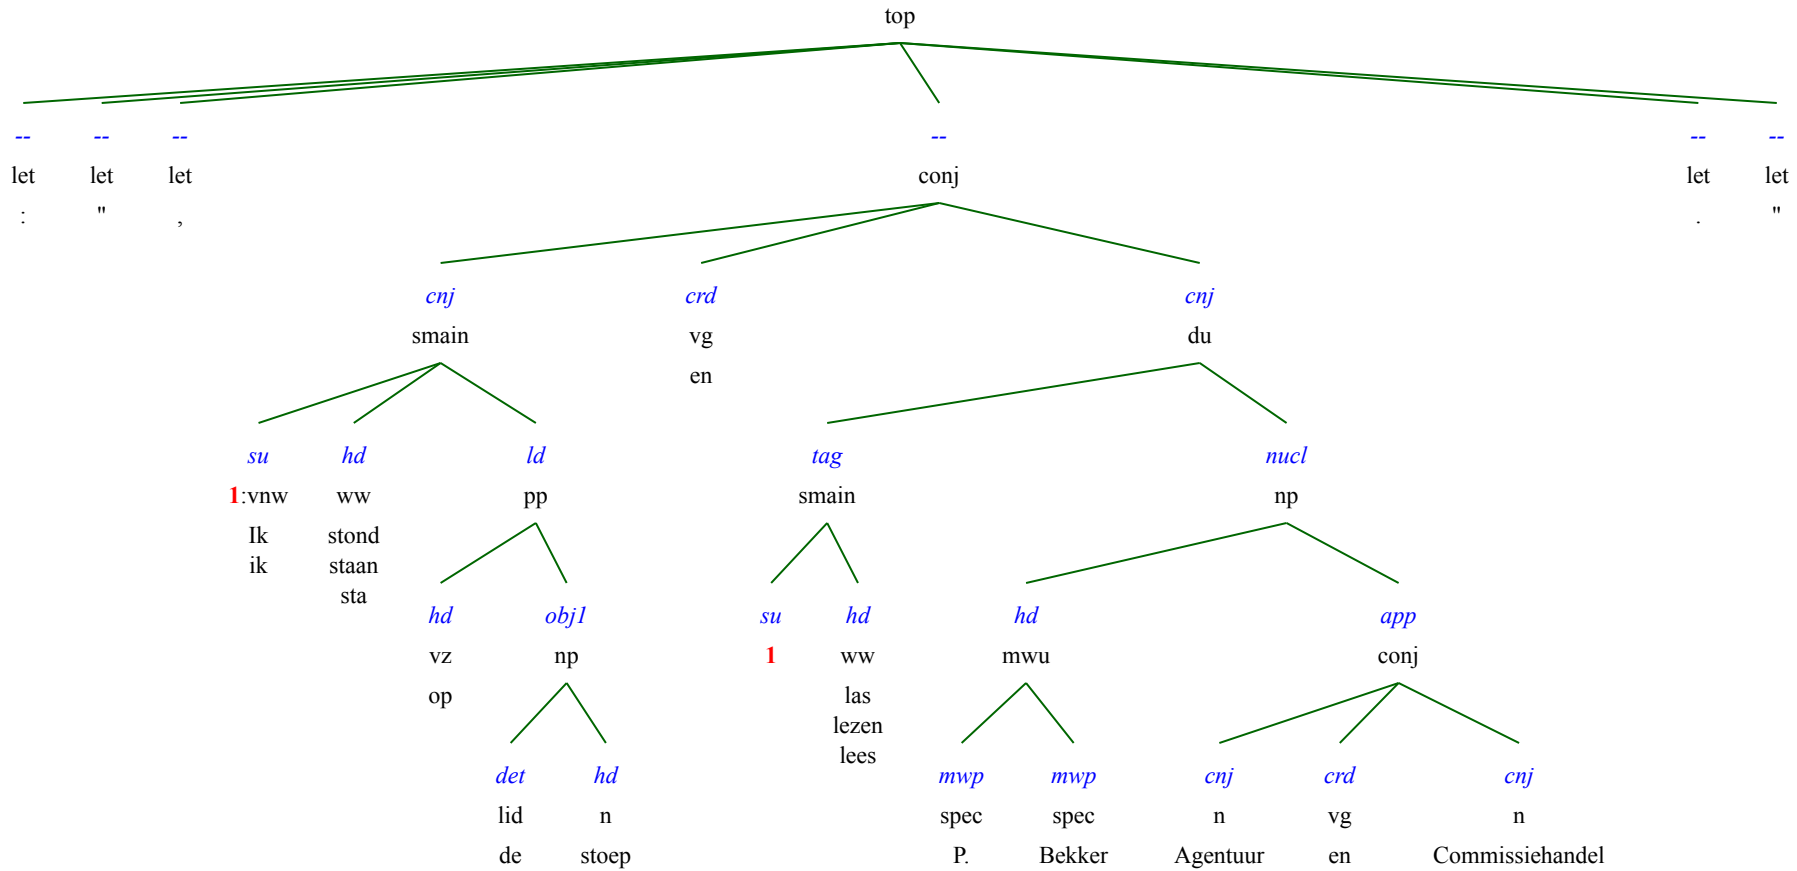 top
-- -- -- -- -- --
let let let conj let let
: " , . "
cnj crd cnj
smain vg du
en
su hd ld tag nucl
1:vnw ww pp smain np
Ik stond
ik staan
sta
hd obj1 su hd hd app
vz np 1 ww mwu conj
op las
lezen
lees
det hd mwp mwp cnj crd cnj
lid n spec spec n vg n
de stoep P. Bekker Agentuur en Commissiehandel